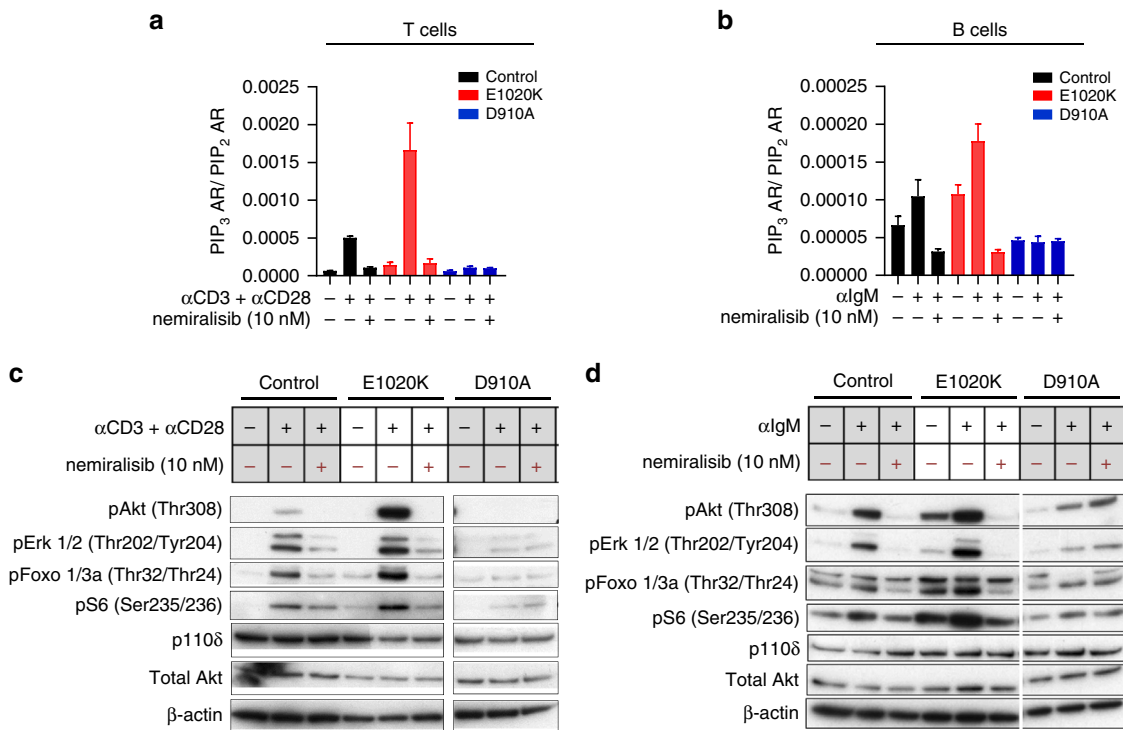 a
T cells
PIP3 AR/ PIP2 AR
0.0025
0.0020
0.0015
0.0010
0.0005
0.0000
Control
E1020K
D910A
αCD3 + αCD28 – + + – + + – + +
nemiralisib (10 nM) – – + – – + – – +
b
B cells
PIP3 AR/ PIP2 AR
0.00025
0.00020
0.00015
0.00010
0.00005
0.00000
Control
E1020K
D910A
αIgM – + + – + + – + +
nemiralisib (10 nM) – – + – – + – – +
c
Control E1020K D910A
αCD3 + αCD28 – + + – + + – + +
nemiralisib (10 nM) – – + – – + – – +
pAkt (Thr308)
pErk 1/2 (Thr202/Tyr204)
pFoxo 1/3a (Thr32/Thr24)
pS6 (Ser235/236)
p110δ
Total Akt
β-actin
d
Control E1020K D910A
αIgM – + + – + + – + +
nemiralisib (10 nM) – – + – – + – – +
pAkt (Thr308)
pErk 1/2 (Thr202/Tyr204)
pFoxo 1/3a (Thr32/Thr24)
pS6 (Ser235/236)
p110δ
Total Akt
β-actin